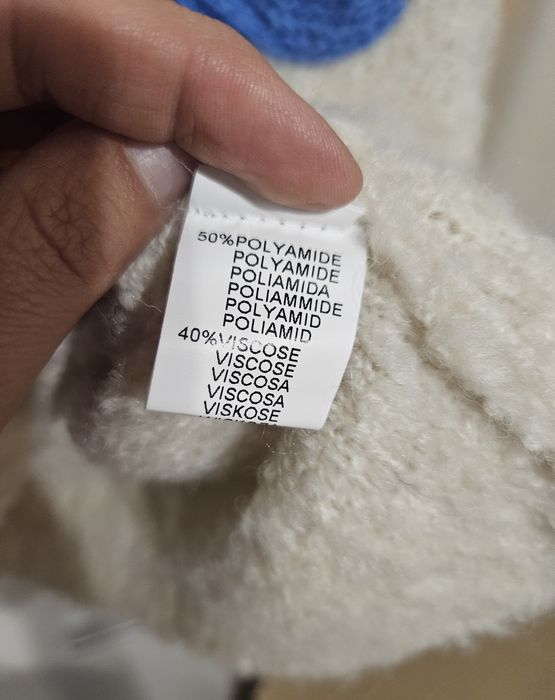 50%POLYAMIDE
POLYAMIDE
POLIAMIDA
POLIAMMIDE
POLYAMID
POLIAMID
40%VISCOSE
VISCOSE
VISCOSA
VISCOSA
VISKOSE